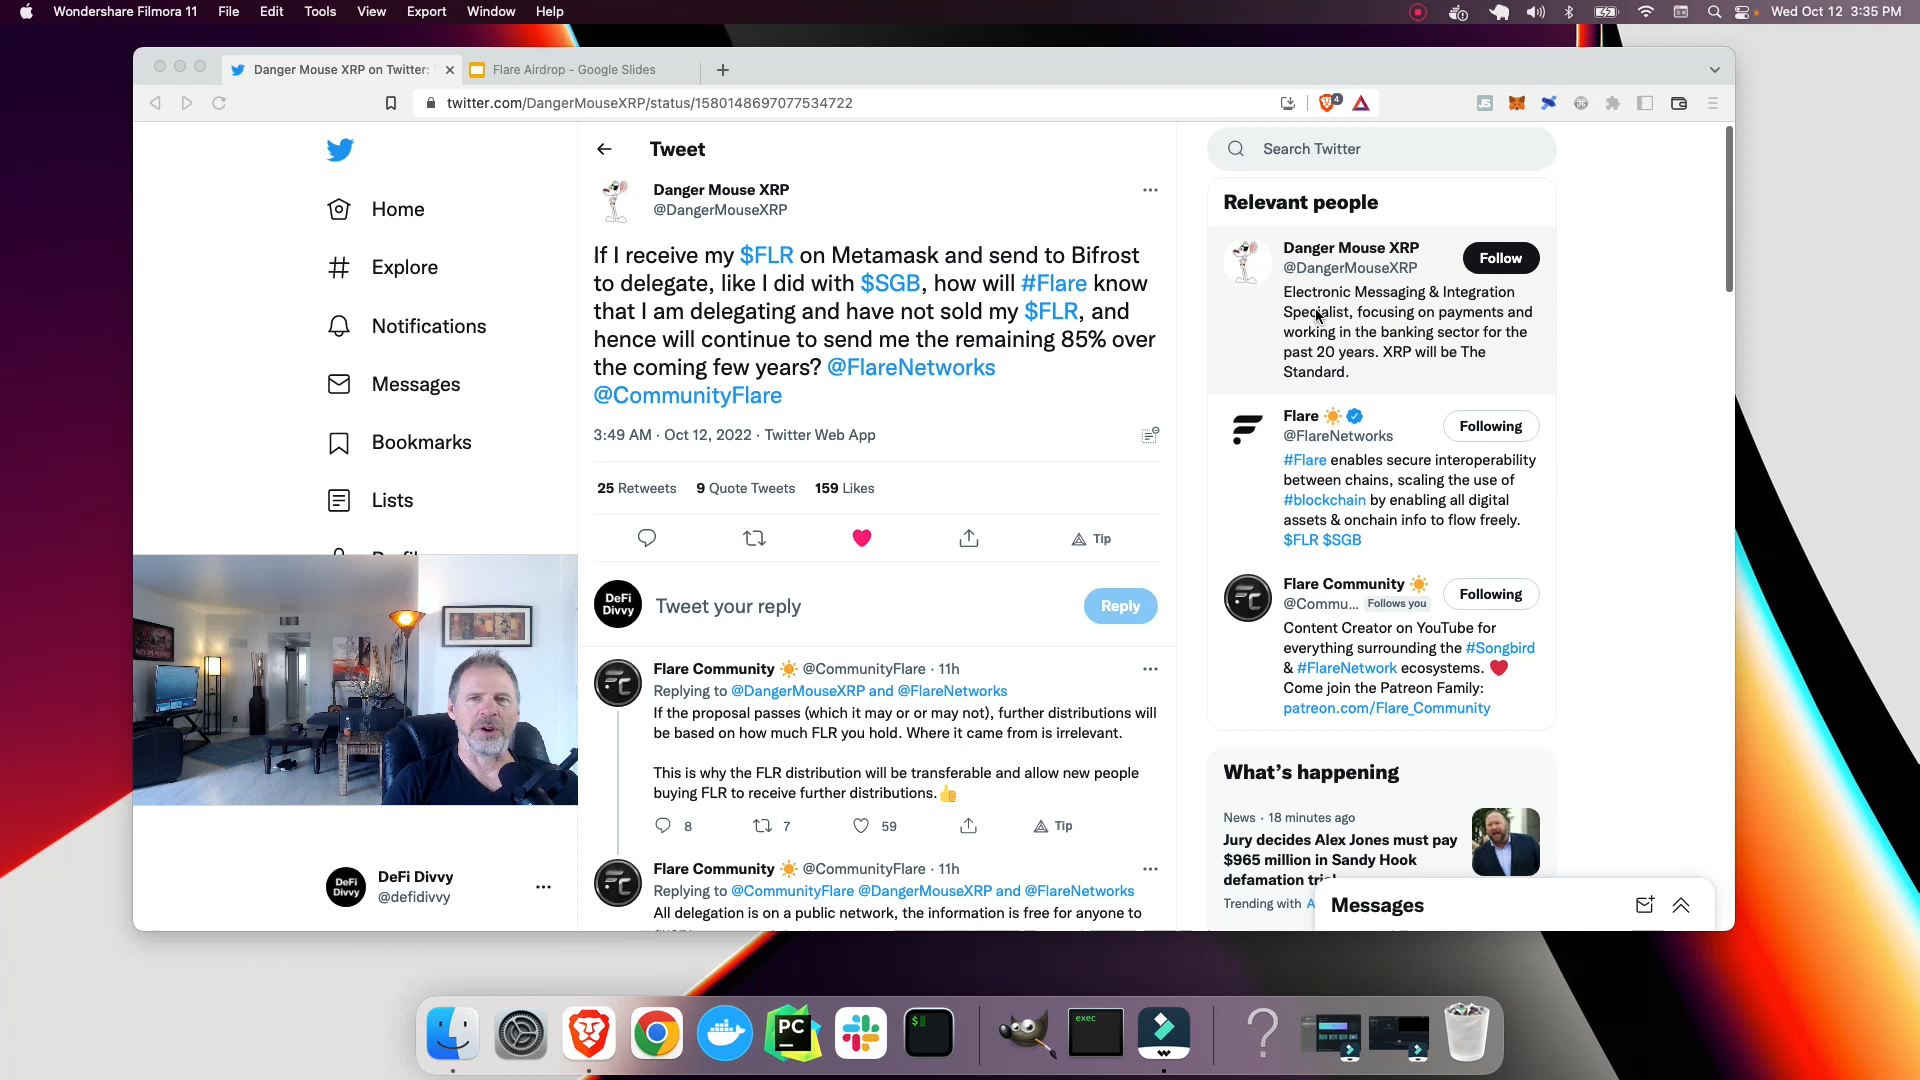 Wondershare Filmora 11 File Edit Tools View Export Window Help Wed Oct 12 3:35 PM
Danger Mouse XRP on Twitter: Flare Airdrop - Google Slides
twitter.com/DangerMouseXRP/status/1580148697077534722 4 JS
Home
Explore
Notifications
Messages
Bookmarks
Lists
DeFi Divvy
DeFi Divvy
@defidivvy
Tweet
Danger Mouse XRP
@DangerMouseXRP
If I receive my $FLR on Metamask and send to Bifrost
to delegate, like I did with $SGB, how will #Flare know
that I am delegating and have not sold my $FLR, and
hence will continue to send me the remaining 85% over
the coming few years? @FlareNetworks
@CommunityFlare
3:49 AM · Oct 12, 2022 · Twitter Web App
25 Retweets 9 Quote Tweets 159 Likes
Tip
DeFi Divvy Tweet your reply Reply
Flare Community @CommunityFlare · 11h
Replying to @DangerMouseXRP and @FlareNetworks
If the proposal passes (which it may or or may not), further distributions will
be based on how much FLR you hold. Where it came from is irrelevant.
This is why the FLR distribution will be transferable and allow new people
buying FLR to receive further distributions.
8 7 59 Tip
Flare Community @CommunityFlare · 11h
Replying to @CommunityFlare @DangerMouseXRP and @FlareNetworks
All delegation is on a public network, the information is free for anyone to
Search Twitter
Relevant people
Danger Mouse XRP
@DangerMouseXRP
Follow
Electronic Messaging & Integration
Specialist, focusing on payments and
working in the banking sector for the
past 20 years. XRP will be The
Standard.
Flare
@FlareNetworks
Following
#Flare enables secure interoperability
between chains, scaling the use of
#blockchain by enabling all digital
assets & onchain info to flow freely.
$FLR $SGB
Flare Community
@Commu... Follows you
Following
Content Creator on YouTube for
everything surrounding the #Songbird
& #FlareNetwork ecosystems.
Come join the Patreon Family:
patreon.com/Flare_Community
What's happening
News · 18 minutes ago
Jury decides Alex Jones must pay
$965 million in Sandy Hook
defamation
Trending with
Messages
PC $ exec